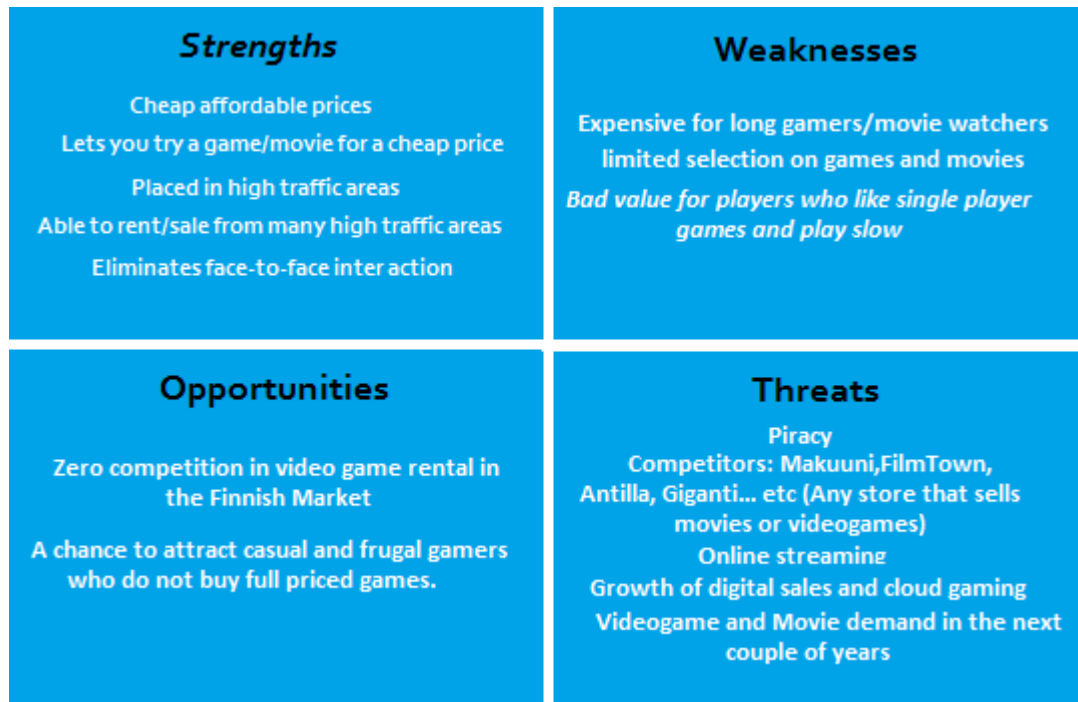 Strengths
Cheap affordable prices
Lets you try a game/movie for a cheap price
Placed in high traffic areas
Able to rent/sale from many high traffic areas
Eliminates face-to-face inter action
Weaknesses
Expensive for long gamers/movie watchers
limited selection on games and movies
Bad value for players who like single player
games and play slow
Opportunities
Zero competition in video game rental in
the Finnish Market
A chance to attract casual and frugal gamers
who do not buy full priced games.
Threats
Piracy
Competitors: Makuuni,FilmTown,
Antilla, Giganti... etc (Any store that sells
movies or videogames)
Online streaming
Growth of digital sales and cloud gaming
Videogame and Movie demand in the next
couple of years